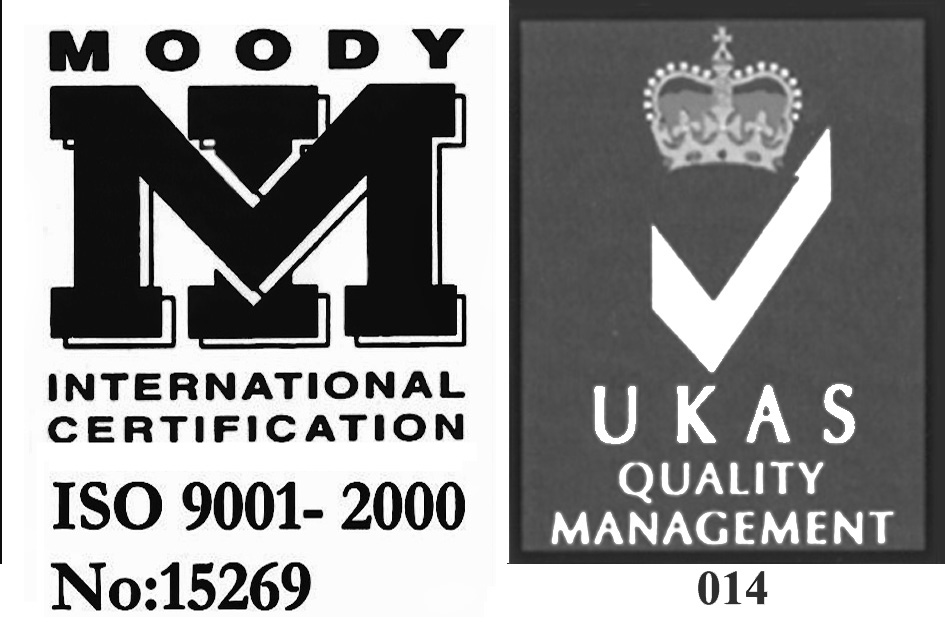 MOODY
INTERNATIONAL
CERTIFICATION
ISO 9001- 2000
No:15269
UKAS
QUALITY
MANAGEMENT
014